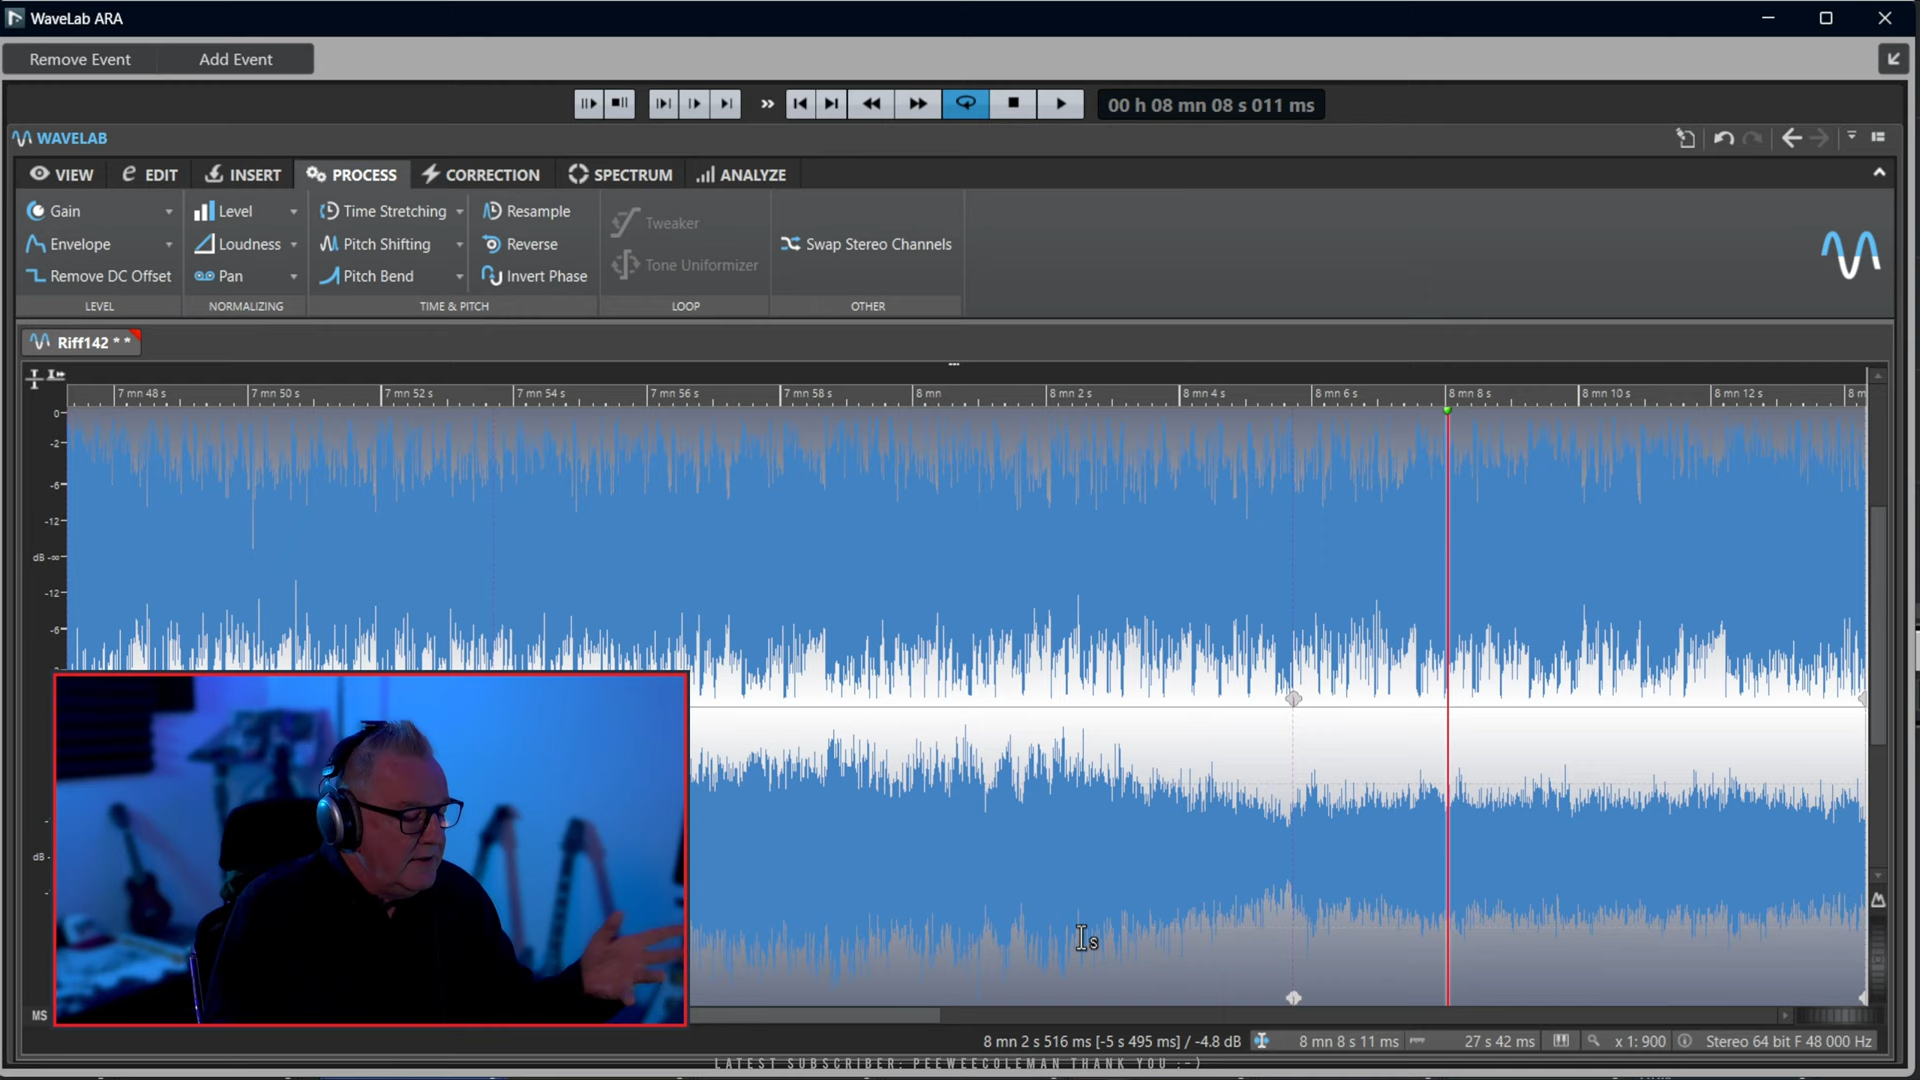 WaveLab ARA
Remove Event Add Event
00 h 08 mn 08 s 011 ms
WAVELAB
VIEW EDIT INSERT PROCESS CORRECTION SPECTRUM ANALYZE
Gain Level Time Stretching Resample Tweaker
Envelope Loudness Pitch Shifting Reverse Swap Stereo Channels
Remove DC Offset Pan Pitch Bend Invert Phase Tone Uniformizer
LEVEL NORMALIZING TIME & PITCH LOOP OTHER
Riff142 * *
7 mn 48 s 7 mn 50 s 7 mn 52 s 7 mn 54 s 7 mn 56 s 7 mn 58 s 8 mn 8 mn 2 s 8 mn 4 s 8 mn 6 s 8 mn 8 s 8 mn 10 s 8 mn 12 s 8 m
0
-2
-6
-12
dB -∞
-12
-6
dB -
s
MS
8 mn 2 s 516 ms [-5 s 495 ms] / -4.8 dB 8 mn 8 s 11 ms 27 s 42 ms x 1: 900 Stereo 64 bit F 48 000 Hz
LATEST SUBSCRIBER: PEEWEECOLEMAN THANK YOU :-)